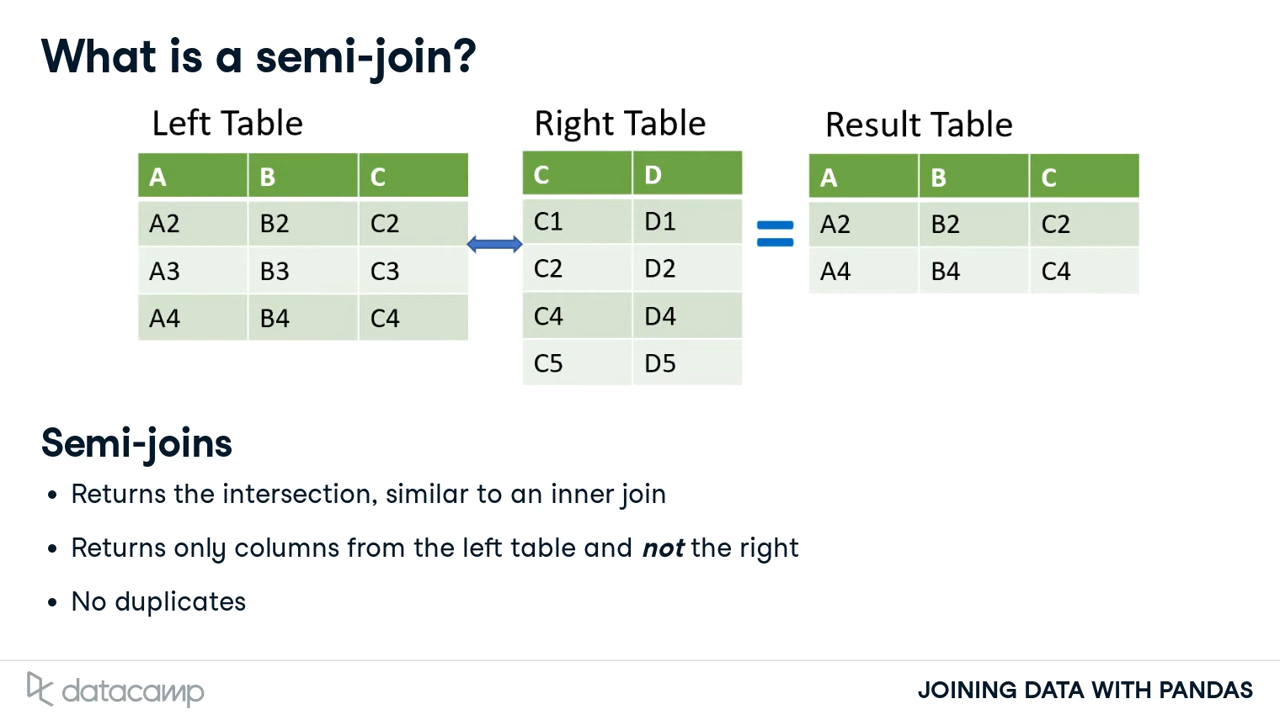 What is a semi-join?
Left Table
A B C
A2 B2 C2
A3 B3 C3
A4 B4 C4
Right Table
C D
C1 D1
C2 D2
C4 D4
C5 D5
=
Result Table
A B C
A2 B2 C2
A4 B4 C4
Semi-joins
• Returns the intersection, similar to an inner join
• Returns only columns from the left table and not the right
• No duplicates
datacamp
JOINING DATA WITH PANDAS